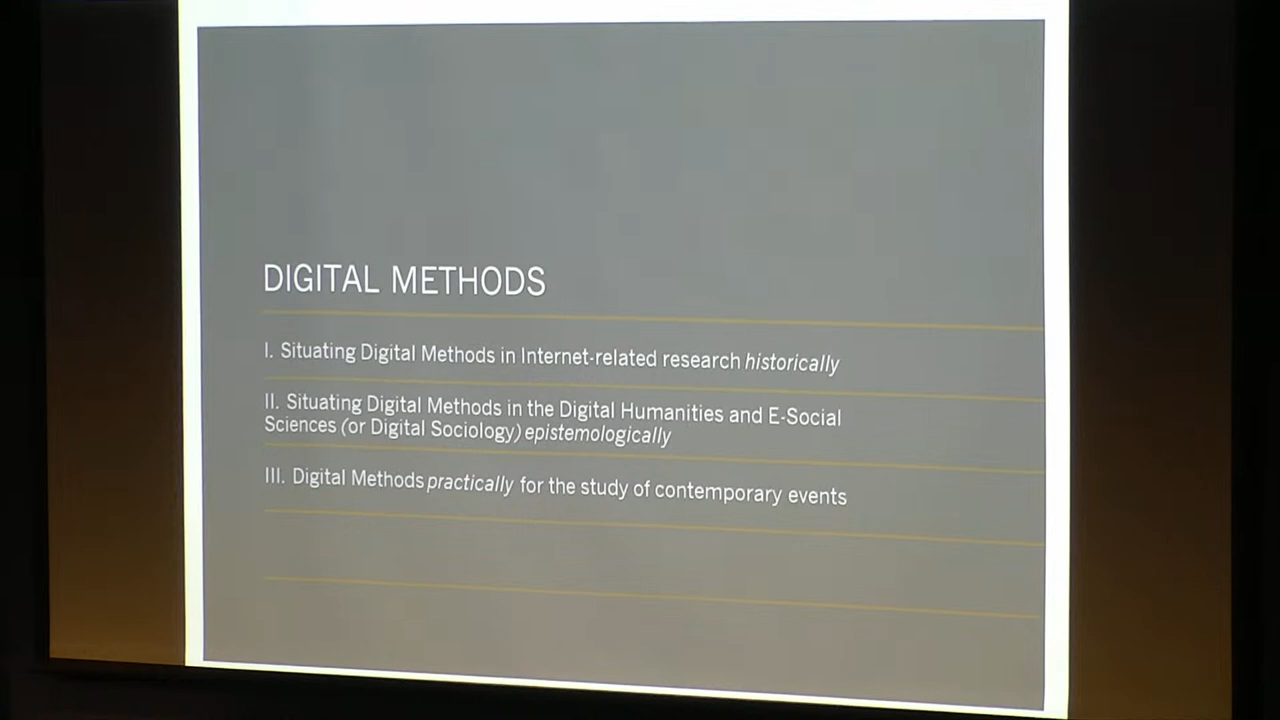 DIGITAL METHODS
I. Situating Digital Methods in Internet-related research historically
II. Situating Digital Methods in the Digital Humanities and E-Social
Sciences (or Digital Sociology) epistemologically
III. Digital Methods practically for the study of contemporary events